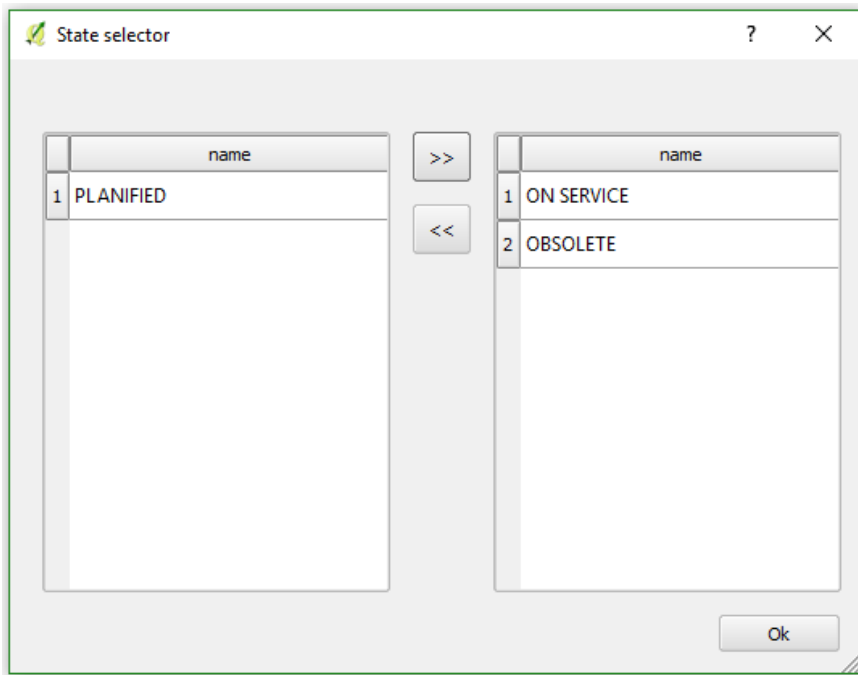 State selector ?
name >> name
1 PLANIFIED 1 ON SERVICE
<<
2 OBSOLETE
Ok